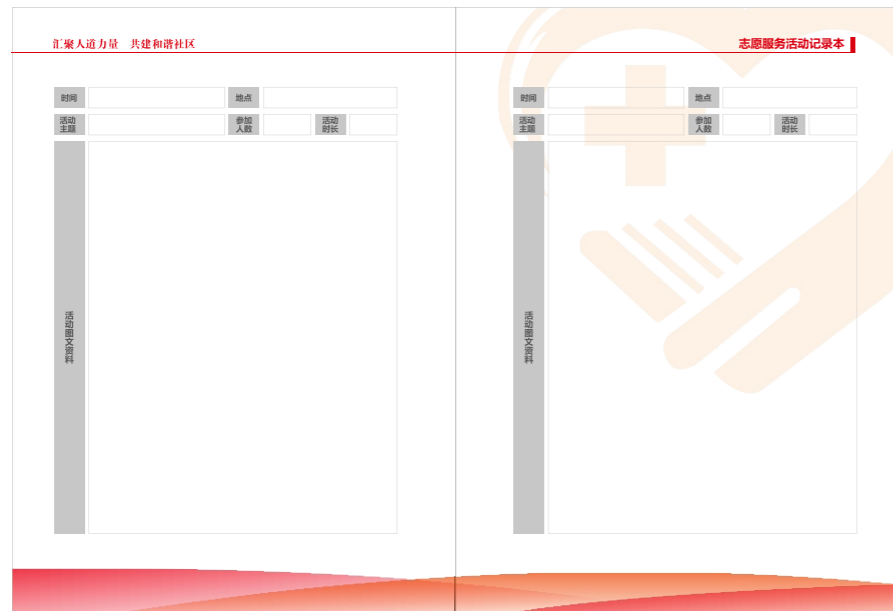 汇聚人道力量 共建和谐社区
时间
地点
活动
主题
参加
人数
活动
时长
活动图文资料
志愿服务活动记录本
时间
地点
活动
主题
参加
人数
活动
时长
活动图文资料